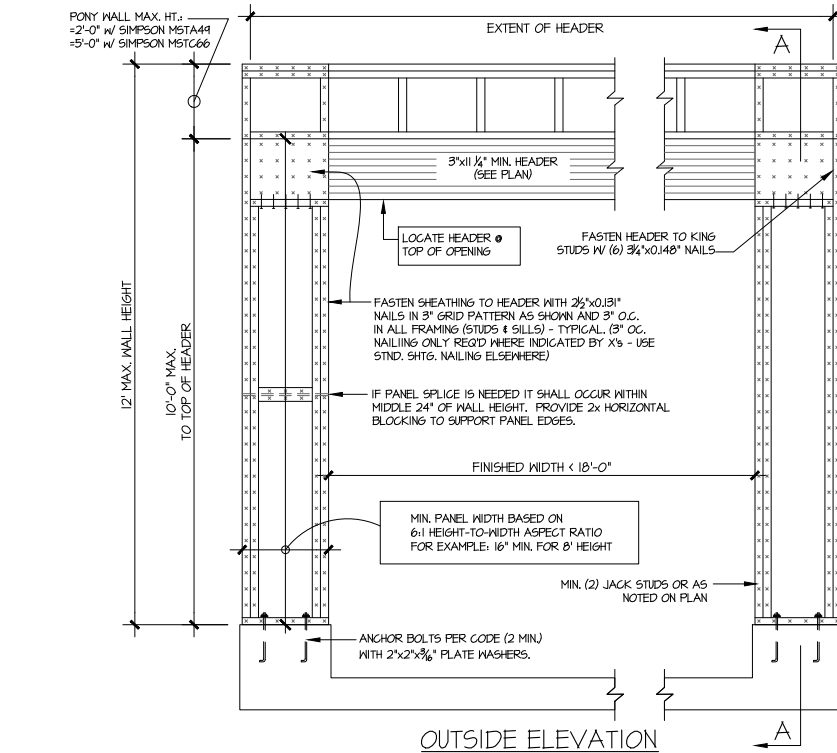 PONY WALL MAX. HT.:
=2'-0" W/ SIMPSON MSTA49
=5'-0" W/ SIMPSON MSTC66
EXTENT OF HEADER
A
3"x11 1/4" MIN. HEADER
(SEE PLAN)
LOCATE HEADER @
TOP OF OPENING
FASTEN HEADER TO KING
STUDS W/ (6) 3 1/4"x0.148" NAILS
FASTEN SHEATHING TO HEADER WITH 2 1/2"x0.131"
NAILS IN 3" GRID PATTERN AS SHOWN AND 3" O.C.
IN ALL FRAMING (STUDS & SILLS) - TYPICAL. (3" OC.
NAILIING ONLY REQ'D WHERE INDICATED BY X's - USE
STND. SHTG. NAILING ELSEWHERE)
12' MAX. WALL HEIGHT
10'-0" MAX.
TO TOP OF HEADER
IF PANEL SPLICE IS NEEDED IT SHALL OCCUR WITHIN
MIDDLE 24" OF WALL HEIGHT. PROVIDE 2x HORIZONTAL
BLOCKING TO SUPPORT PANEL EDGES.
FINISHED WIDTH < 18'-0"
MIN. PANEL WIDTH BASED ON
6:1 HEIGHT-TO-WIDTH ASPECT RATIO
FOR EXAMPLE: 16" MIN. FOR 8' HEIGHT
MIN. (2) JACK STUDS OR AS
NOTED ON PLAN
ANCHOR BOLTS PER CODE (2 MIN.)
WITH 2"x2"x3/16" PLATE WASHERS.
OUTSIDE ELEVATION
A